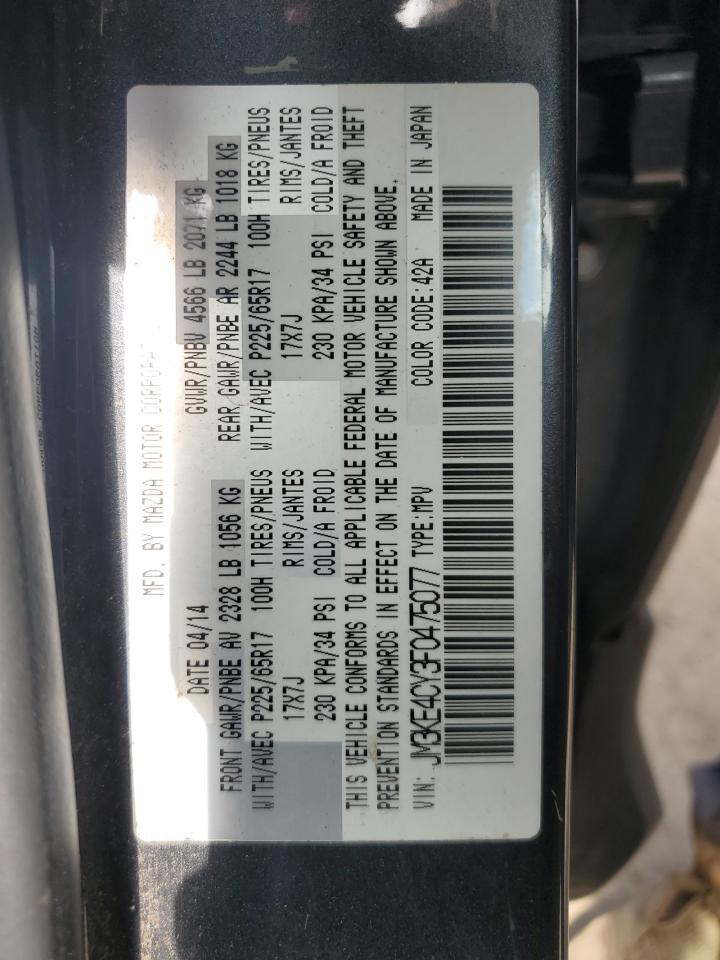 MFD. BY MAZDA MOTOR
DATE 04/14 GVWR/PNBV 4566 LB 2071 KG
FRONT GAWR/PNBE AV 2328 LB 1056 KG REAR GAWR/PNBE AR 2244 LB 1018 KG
WITH/AVEC P225/65R17 100H TIRES/PNEUS WITH/AVEC P225/65R17 100H TIRES/PNEUS
17X7J RIMS/JANTES 17X7J RIMS/JANTES
230 KPA/34 PSI COLD/A FROID 230 KPA/34 PSI COLD/A FROID
THIS VEHICLE CONFORMS TO ALL APPLICABLE FEDERAL MOTOR VEHICLE SAFETY AND THEFT
PREVENTION STANDARDS IN EFFECT ON THE DATE OF MANUFACTURE SHOWN ABOVE.
VIN: JM3KE4CY3F0475077 TYPE:MPV COLOR CODE:42A MADE IN JAPAN